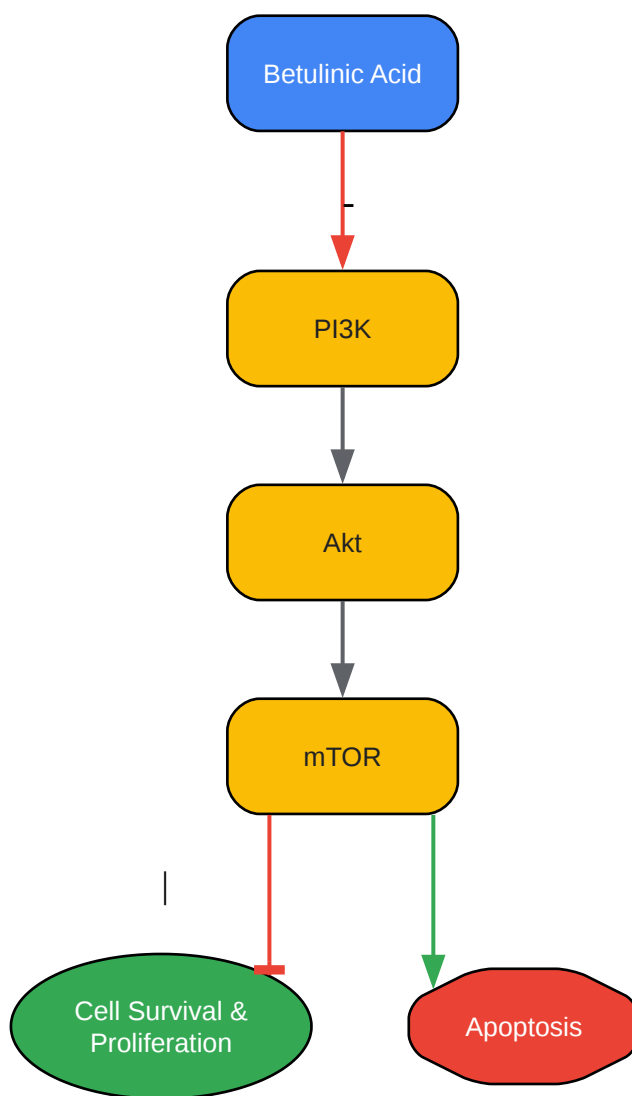 Betulinic Acid
-
PI3K
Akt
mTOR
|
Cell Survival &
Proliferation
Apoptosis